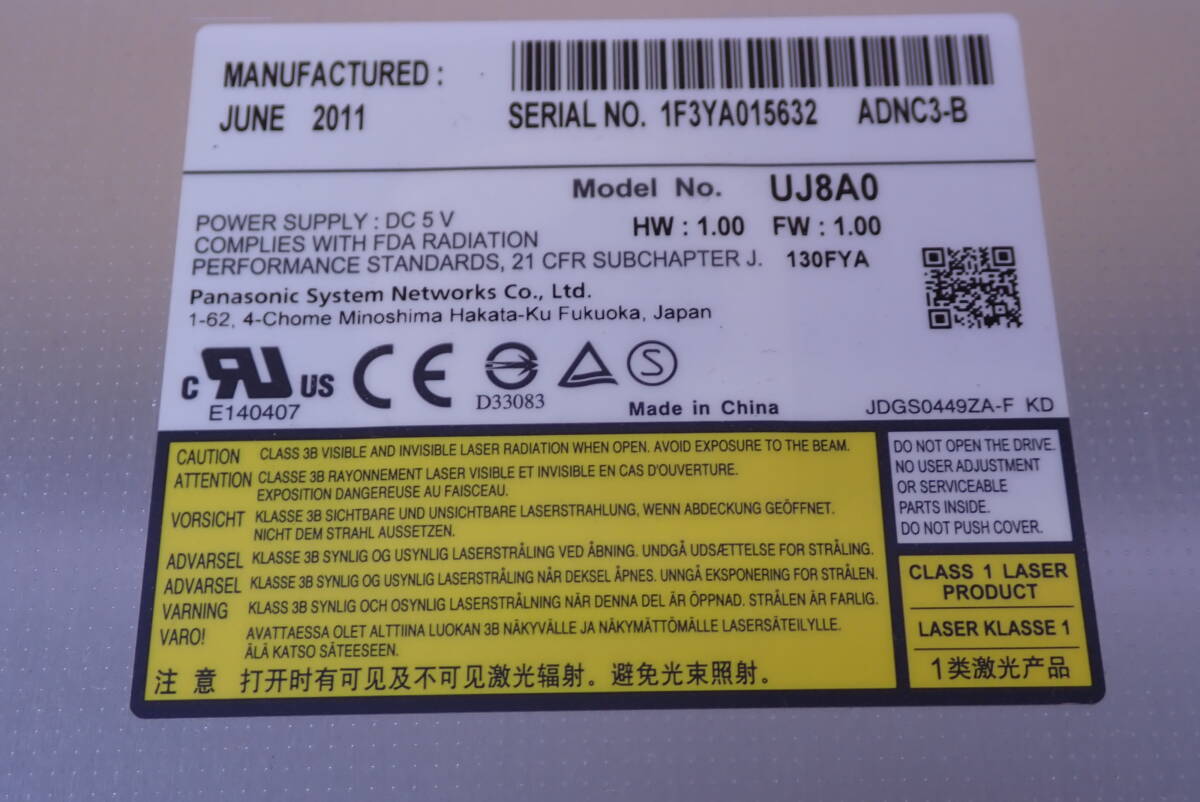 MANUFACTURED :
JUNE 2011
SERIAL NO. 1F3YA015632 ADNC3-B
Model No. UJ8A0
HW : 1.00 FW : 1.00
POWER SUPPLY : DC 5 V
COMPLIES WITH FDA RADIATION
PERFORMANCE STANDARDS, 21 CFR SUBCHAPTER J. 130FYA
Panasonic System Networks Co., Ltd.
1-62, 4-Chome Minoshima Hakata-Ku Fukuoka, Japan
C RU US
E140407
CE
D33083
S
Made in China
JDGS0449ZA-F KD
CAUTION CLASS 3B VISIBLE AND INVISIBLE LASER RADIATION WHEN OPEN. AVOID EXPOSURE TO THE BEAM.
ATTENTION CLASSE 3B RAYONNEMENT LASER VISIBLE ET INVISIBLE EN CAS D'OUVERTURE.
EXPOSITION DANGEREUSE AU FAISCEAU.
VORSICHT KLASSE 3B SICHTBARE UND UNSICHTBARE LASERSTRAHLUNG, WENN ABDECKUNG GEÖFFNET.
NICHT DEM STRAHL AUSSETZEN.
ADVARSEL KLASSE 3B SYNLIG OG USYNLIG LASERSTRÅLING VED ÅBNING. UNDGÅ UDSÆTTELSE FOR STRÅLING.
ADVARSEL KLASSE 3B SYNLIG OG USYNLIG LASERSTRÅLING NÅR DEKSEL ÅPNES. UNNGÅ EKSPONERING FOR STRÅLEN.
VARNING KLASS 3B SYNLIG OCH OSYNLIG LASERSTRÅLNING NÄR DENNA DEL ÄR ÖPPNAD. STRÅLEN ÄR FARLIG.
VARO! AVATTAESSA OLET ALTTIINA LUOKAN 3B NÄKYVÄLLE JA NÄKYMÄTTÖMÄLLE LASERSÄTEILYLLE.
ÄLÄ KATSO SÄTEESEEN.
注 意 打开时有可见及不可见激光辐射。避免光束照射。
DO NOT OPEN THE DRIVE.
NO USER ADJUSTMENT
OR SERVICEABLE
PARTS INSIDE.
DO NOT PUSH COVER.
CLASS 1 LASER
PRODUCT
LASER KLASSE 1
1类激光产品